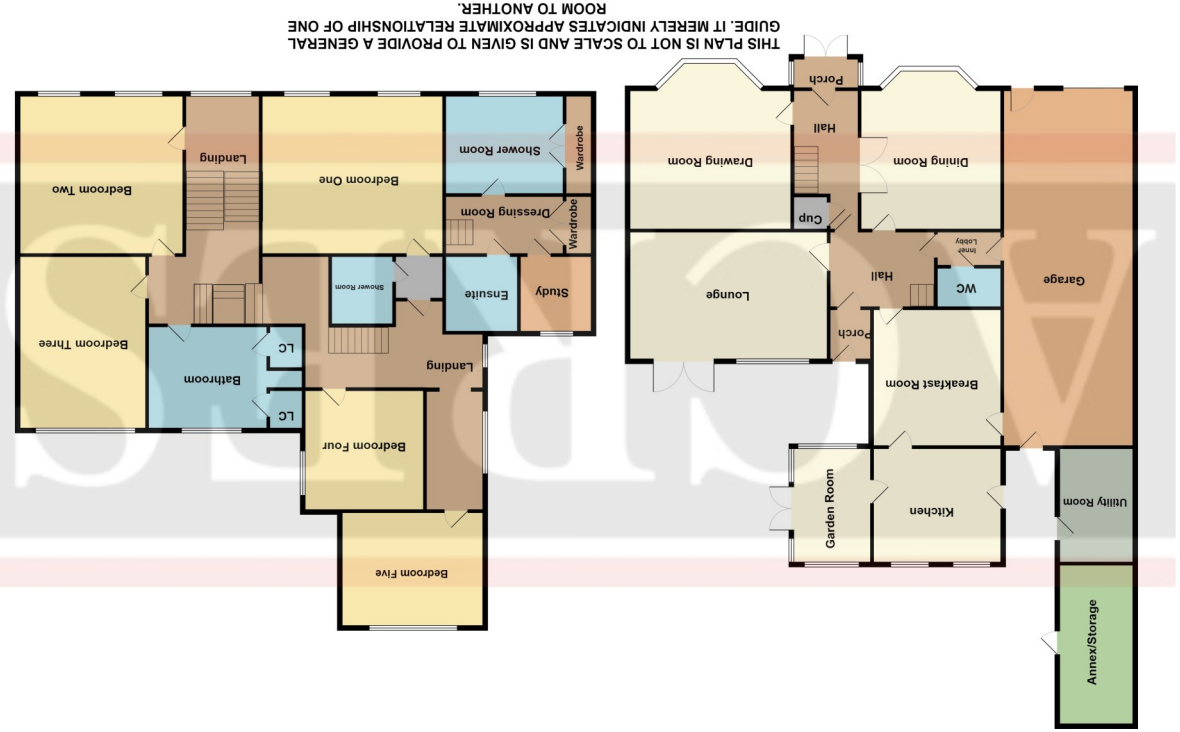 THIS PLAN IS NOT TO SCALE AND IS GIVEN TO PROVIDE A GENERAL
GUIDE. IT MERELY INDICATES APPROXIMATE RELATIONSHIP OF ONE
ROOM TO ANOTHER.
Annex/Storage
Utility Room
Kitchen
Garden Room
Breakfast Room
Porch
Lounge
Garage
WC
Hall
Inner
Lobby
Cup
Dining Room
Drawing Room
Hall
Porch
Bedroom Five
Bedroom Four
LC
Landing
Bathroom
LC
Bedroom Three
Study
Ensuite
Shower Room
Dressing Room
Wardrobe
Bedroom One
Bedroom Two
Landing
Shower Room
Wardrobe
ACRES